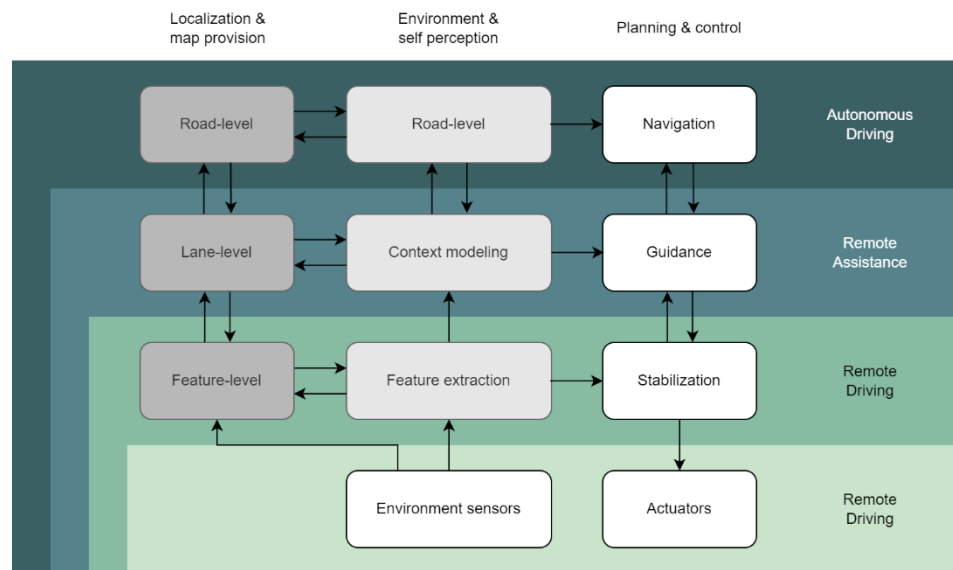 Localization &
map provision
Environment &
self perception
Planning & control
Road-level
Road-level
Navigation
Autonomous
Driving
Lane-level
Context modeling
Guidance
Remote
Assistance
Feature-level
Feature extraction
Stabilization
Remote
Driving
Environment sensors
Actuators
Remote
Driving